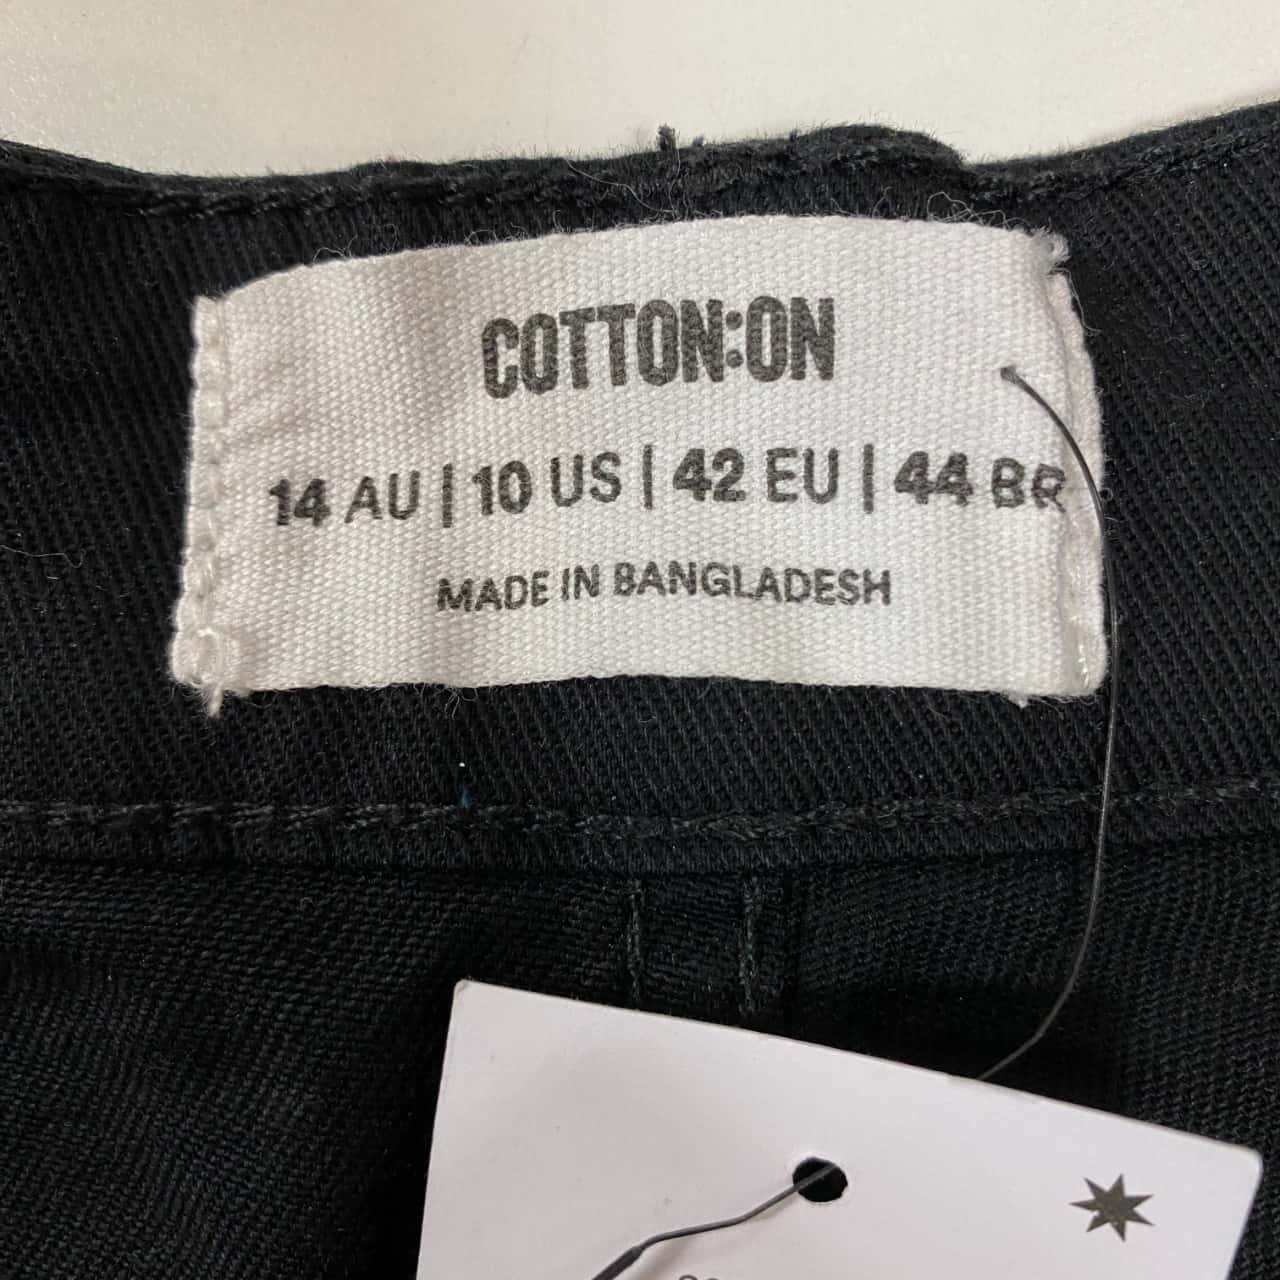 COTTON:ON
14 AU | 10 US | 42 EU | 44 BR
MADE IN BANGLADESH